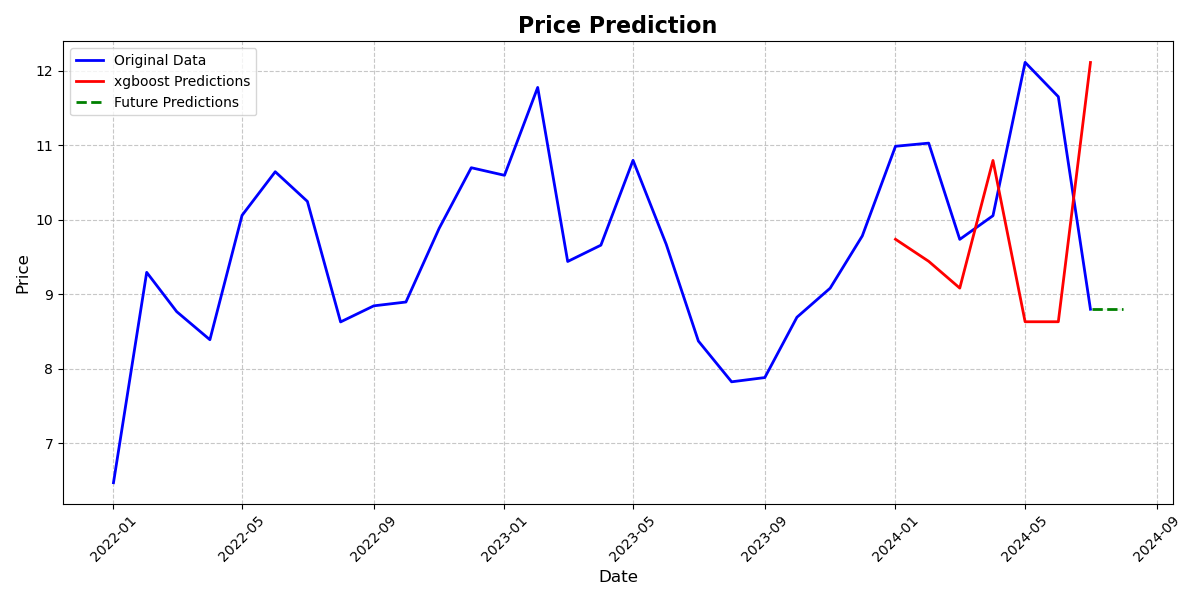 Price Prediction
Original Data
xgboost Predictions
Future Predictions
12
11
10
9
8
7
Price
2022-01
2022-05
2022-09
2023-01
2023-05
2023-09
2024-01
2024-05
2024-09
Date